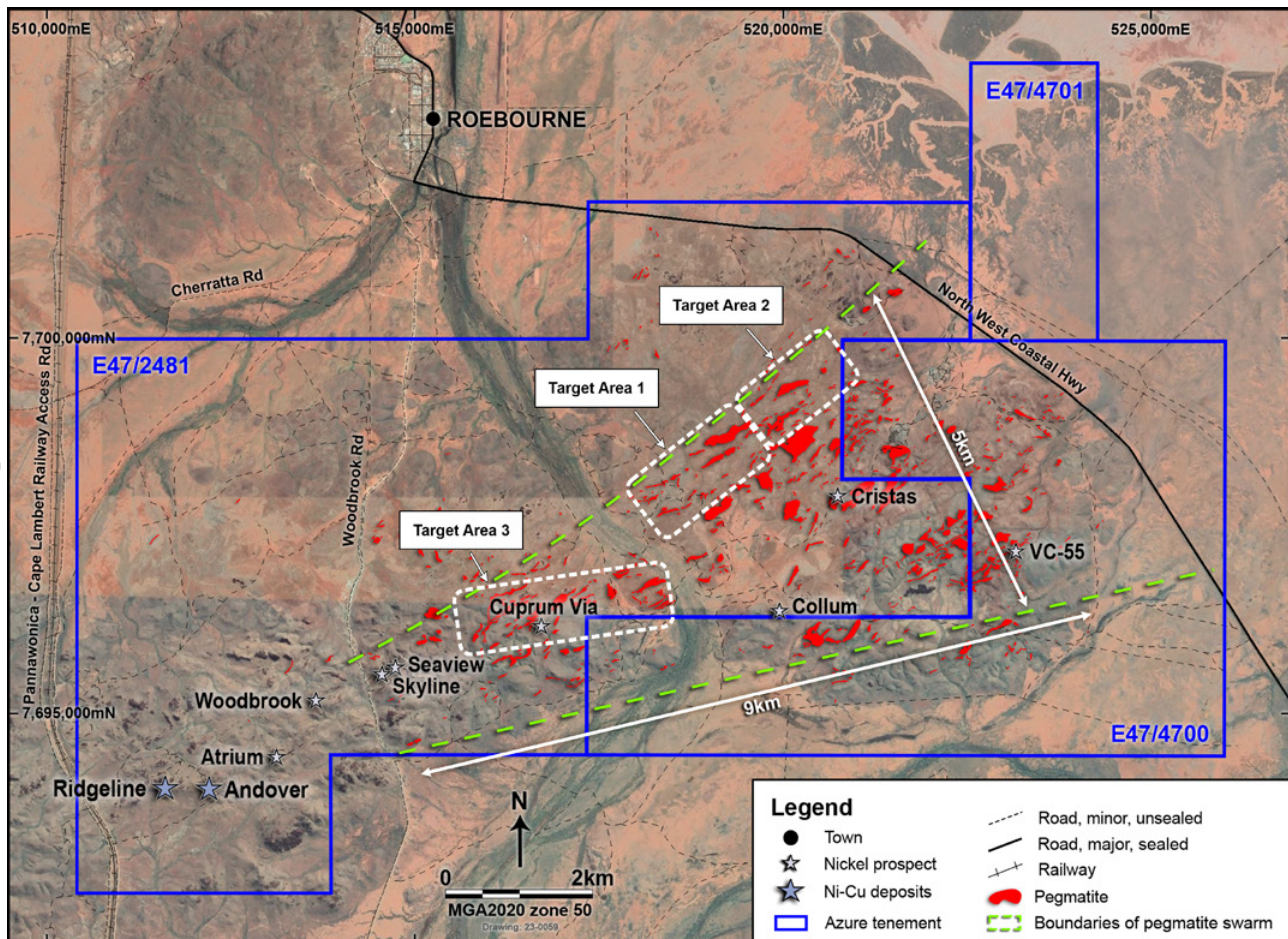 510,000mE
515,000mE
520,000mE
525,000mE
E47/4701
ROEBOURNE
Cherratta Rd
Target Area 2
North West Coastal Hwy
7,700,000mN
E47/2481
Target Area 1
Pannawonica - Cape Lambert Railway Access Rd
Woodbrook Rd
5km
Cristas
Target Area 3
VC-55
Cuprum Via
Collum
Seaview
Skyline
Woodbrook
7,695,000mN
9km
E47/4700
Atrium
Ridgeline
Andover
N
0 2km
MGA2020 zone 50
Drawing: 23-0059
Legend
Town
Nickel prospect
Ni-Cu deposits
Azure tenement
Road, minor, unsealed
Road, major, sealed
Railway
Pegmatite
Boundaries of pegmatite swarm